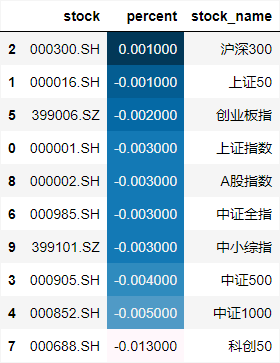 stock percent stock_name
2 000300.SH 0.001000 沪深300
1 000016.SH -0.001000 上证50
5 399006.SZ -0.002000 创业板指
0 000001.SH -0.003000 上证指数
8 000002.SH -0.003000 A股指数
6 000985.SH -0.003000 中证全指
9 399101.SZ -0.003000 中小综指
3 000905.SH -0.004000 中证500
4 000852.SH -0.005000 中证1000
7 000688.SH -0.013000 科创50